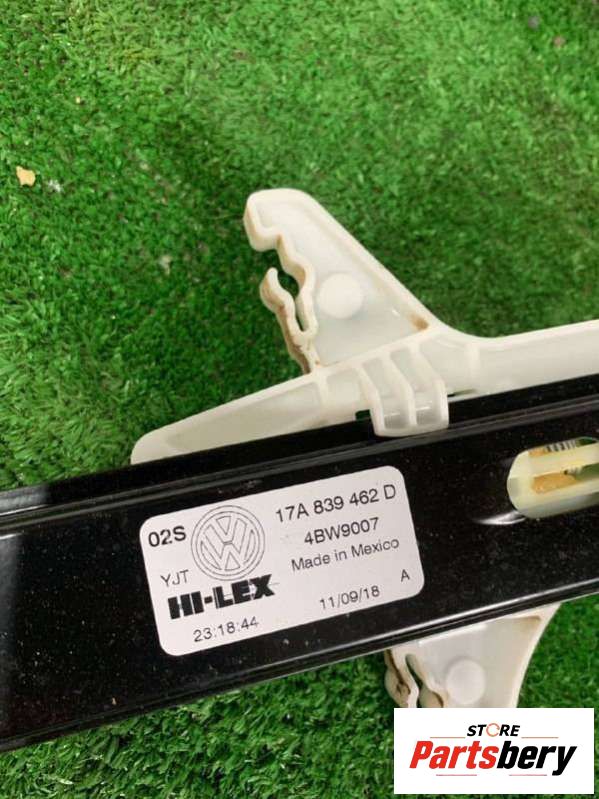 02S
17A 839 462 D
4BW9007
Made in Mexico
YJT
HI-LEX
23:18:44
11/09/18
A
STORE
Partsbery